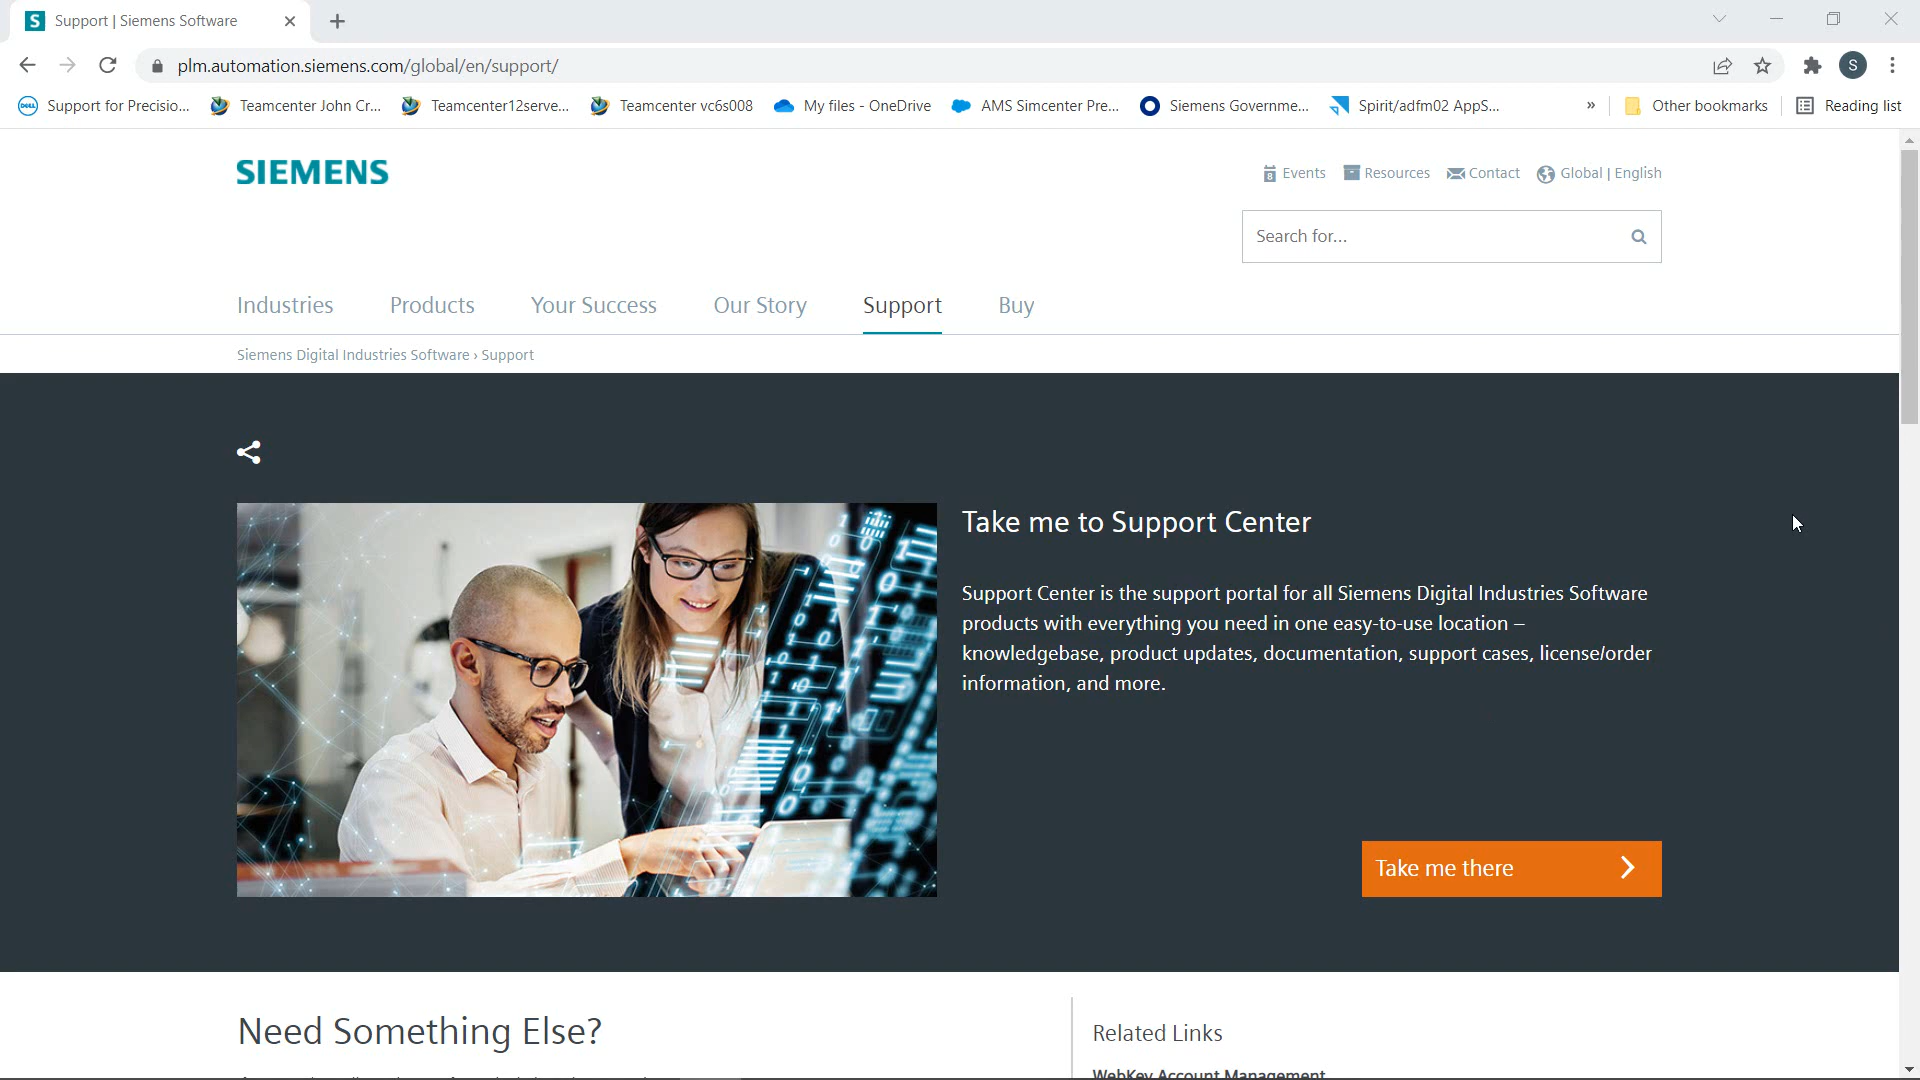 S Support | Siemens Software
plm.automation.siemens.com/global/en/support/
S
DELL Support for Precisio... Teamcenter John Cr... Teamcenter12serve... Teamcenter vc6s008 My files - OneDrive AMS Simcenter Pre... Siemens Governme... Spirit/adfm02 AppS... » Other bookmarks Reading list
SIEMENS
8 Events Resources Contact Global | English
Search for...
Industries Products Your Success Our Story Support Buy
Siemens Digital Industries Software › Support
Take me to Support Center
Support Center is the support portal for all Siemens Digital Industries Software
products with everything you need in one easy-to-use location –
knowledgebase, product updates, documentation, support cases, license/order
information, and more.
Take me there
Need Something Else?
Related Links
WebKey Account Management